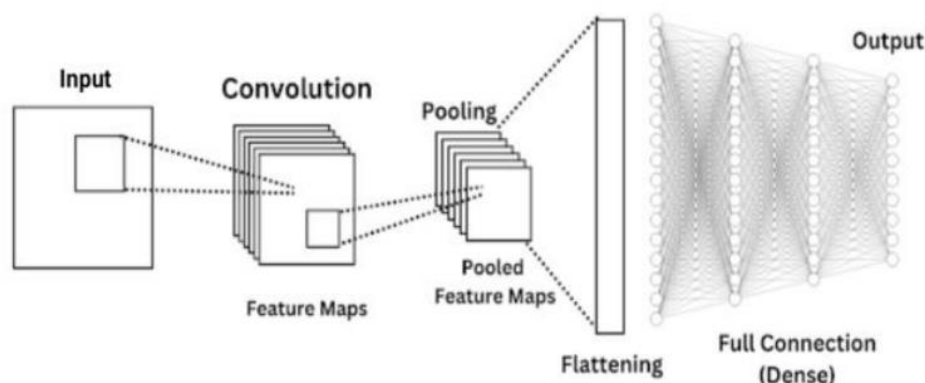 Input
Convolution
Feature Maps
Pooling
Pooled
Feature Maps
Flattening
Output
Full Connection
(Dense)